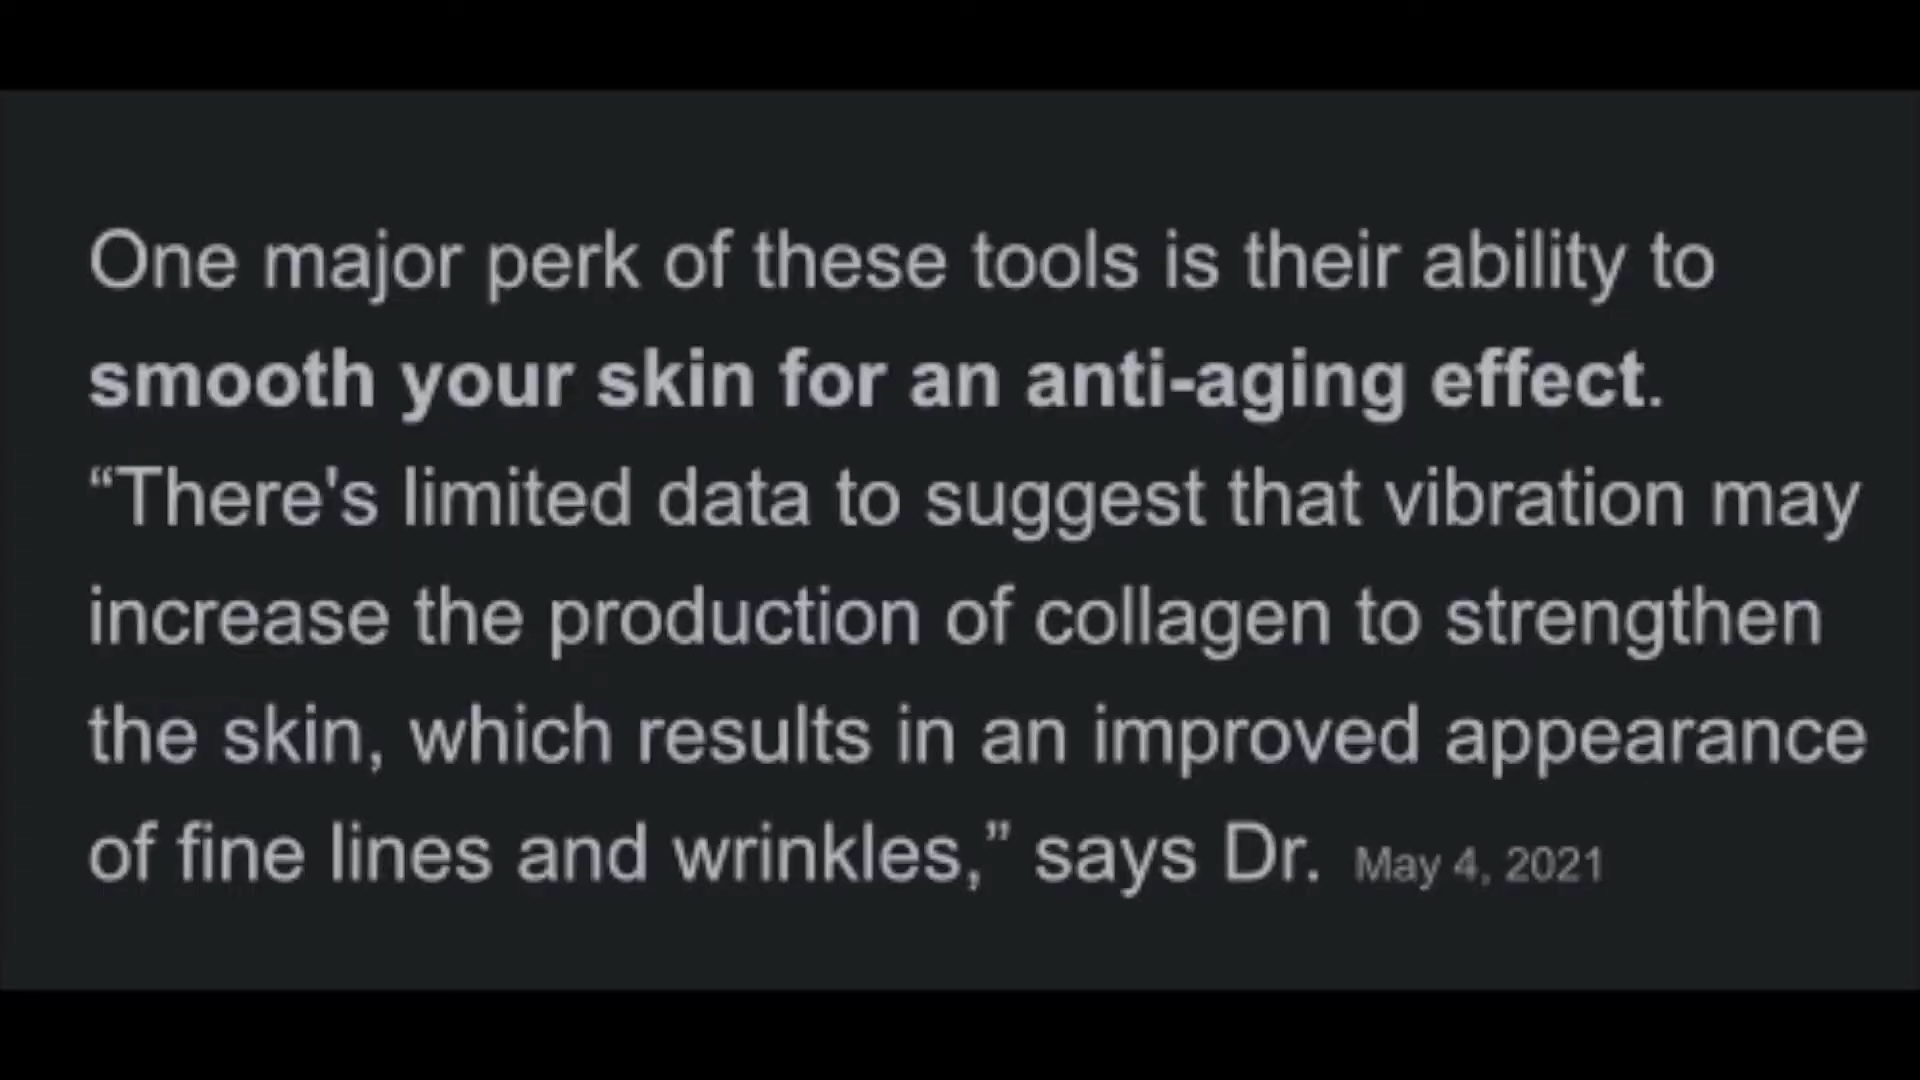 One major perk of these tools is their ability to
smooth your skin for an anti-aging effect.
“There's limited data to suggest that vibration may
increase the production of collagen to strengthen
the skin, which results in an improved appearance
of fine lines and wrinkles,” says Dr. May 4, 2021